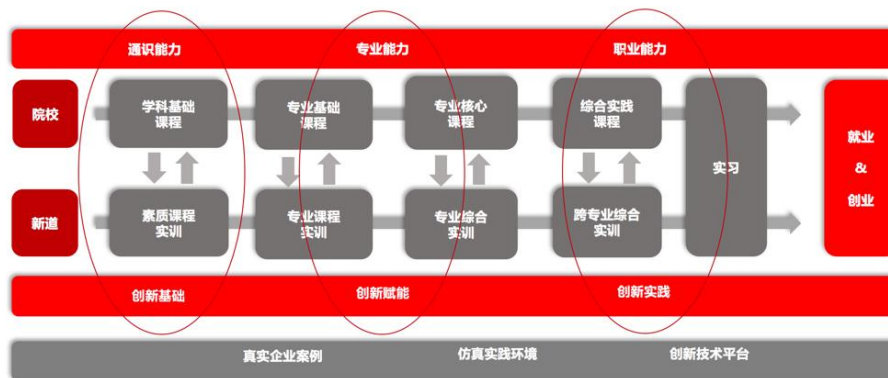 通识能力 专业能力 职业能力
院校
学科基础
课程
专业基础
课程
专业核心
课程
综合实践
课程
实习
就业
&
创业
新道
素质课程
实训
专业课程
实训
专业综合
实训
跨专业综合
实训
创新基础 创新赋能 创新实践
真实企业案例 仿真实践环境 创新技术平台